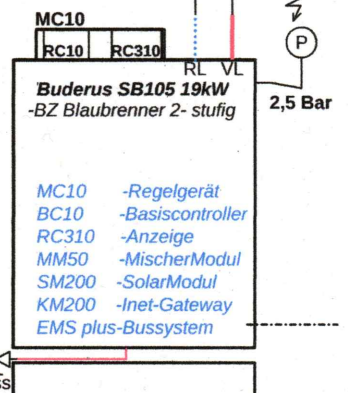 MC10
RC10 RC310
P
RL VL
Buderus SB105 19kW
2,5 Bar
-BZ Blaubrenner 2- stufig
MC10 -Regelgerät
BC10 -Basiscontroller
RC310 -Anzeige
MM50 -MischerModul
SM200 -SolarModul
KM200 -Inet-Gateway
EMS plus-Bussystem